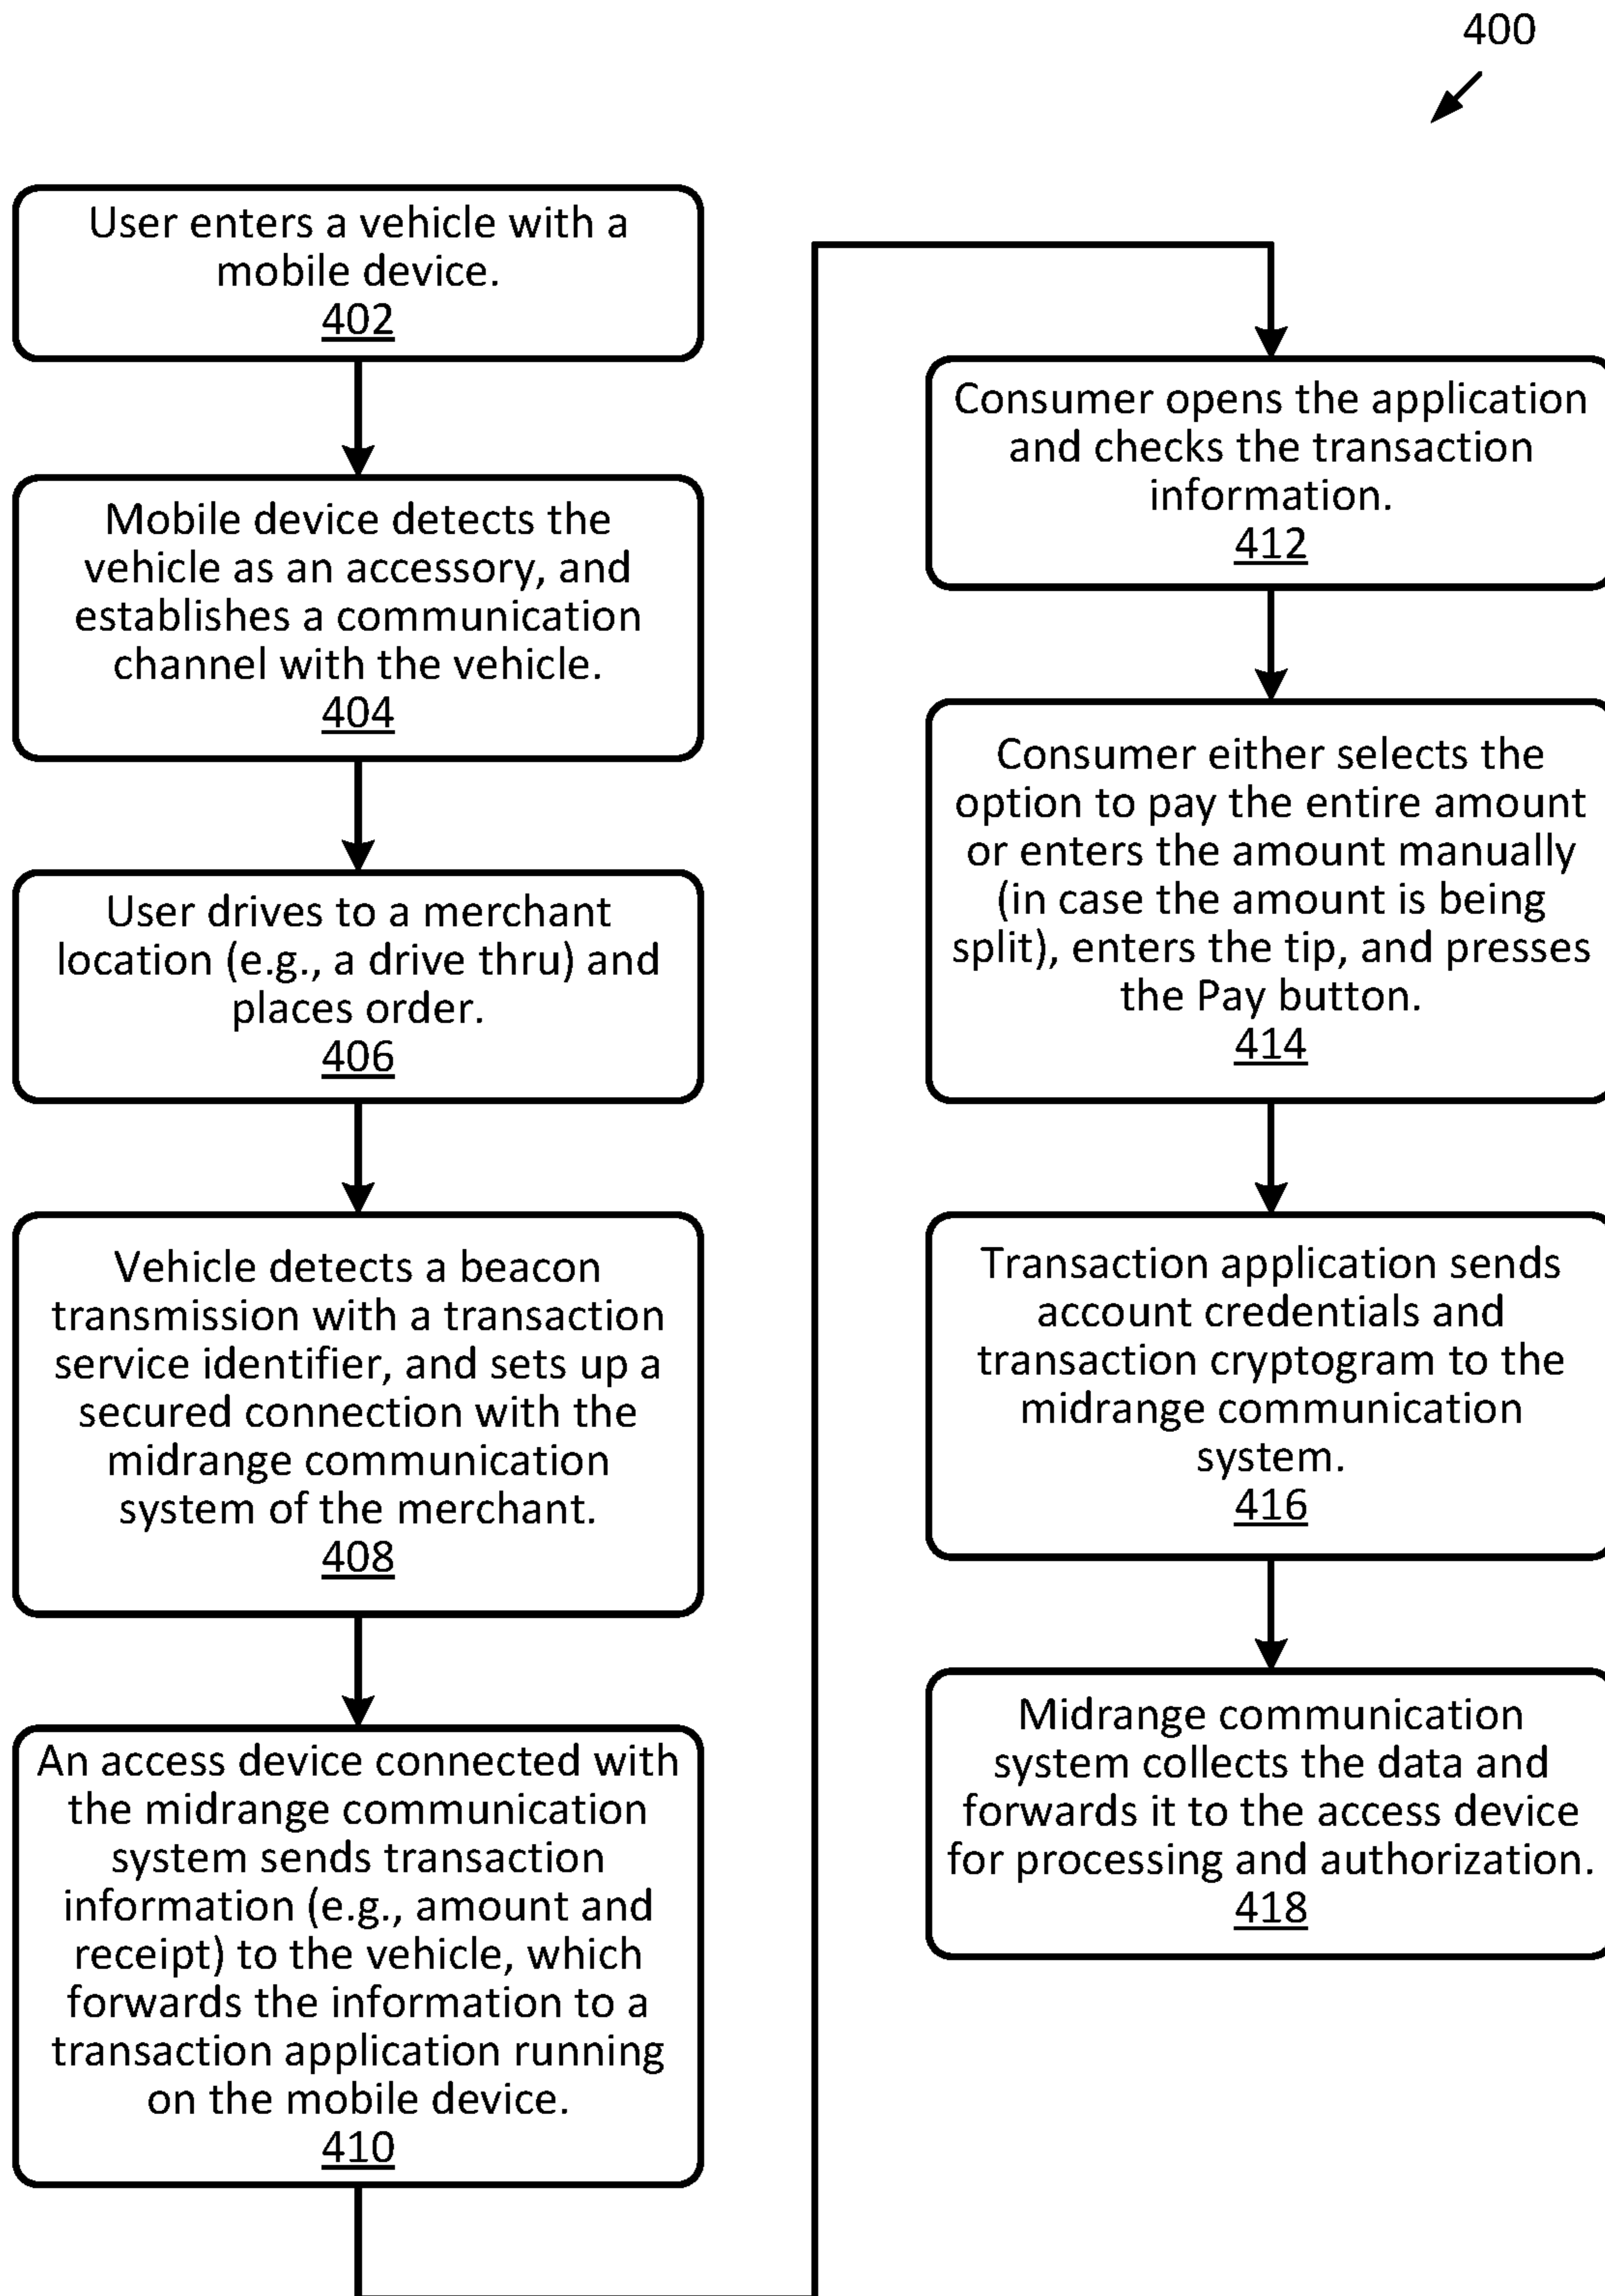 400
User enters a vehicle with a
mobile device.
402
Mobile device detects the
vehicle as an accessory, and
establishes a communication
channel with the vehicle.
404
User drives to a merchant
location (e.g., a drive thru) and
places order.
406
Vehicle detects a beacon
transmission with a transaction
service identifier, and sets up a
secured connection with the
midrange communication
system of the merchant.
408
An access device connected with
the midrange communication
system sends transaction
information (e.g., amount and
receipt) to the vehicle, which
forwards the information to a
transaction application running
on the mobile device.
410
Consumer opens the application
and checks the transaction
information.
412
Consumer either selects the
option to pay the entire amount
or enters the amount manually
(in case the amount is being
split), enters the tip, and presses
the Pay button.
414
Transaction application sends
account credentials and
transaction cryptogram to the
midrange communication
system.
416
Midrange communication
system collects the data and
forwards it to the access device
for processing and authorization.
418